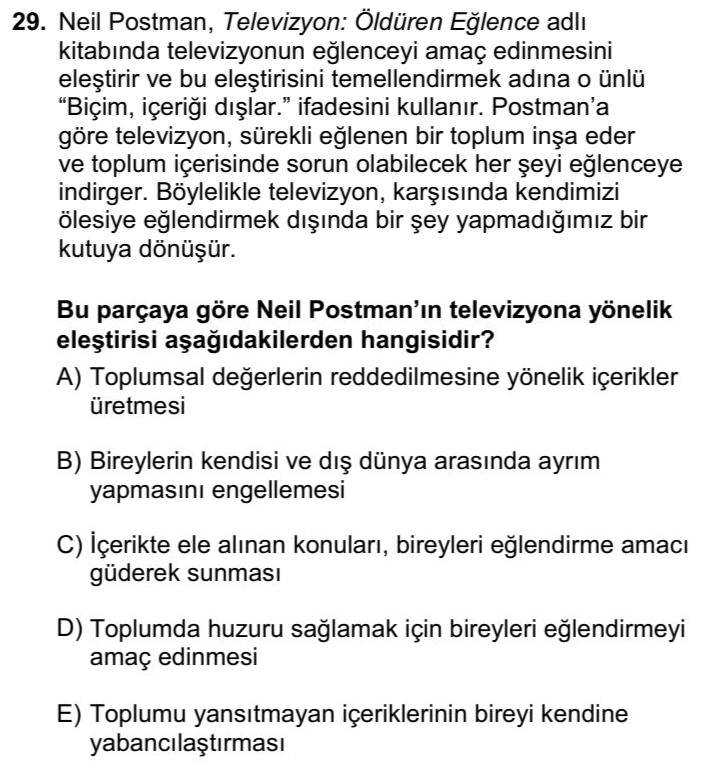 29. Neil Postman, Televizyon: Öldüren Eğlence adlı
kitabında televizyonun eğlenceyi amaç edinmesini
eleştirir ve bu eleştirisini temellendirmek adına o ünlü
“Biçim, içeriği dışlar.” ifadesini kullanır. Postman’a
göre televizyon, sürekli eğlenen bir toplum inşa eder
ve toplum içerisinde sorun olabilecek her şeyi eğlenceye
indirger. Böylelikle televizyon, karşısında kendimizi
ölesiye eğlendirmek dışında bir şey yapmadığımız bir
kutuya dönüşür.
Bu parçaya göre Neil Postman’ın televizyona yönelik
eleştirisi aşağıdakilerden hangisidir?
A) Toplumsal değerlerin reddedilmesine yönelik içerikler
üretmesi
B) Bireylerin kendisi ve dış dünya arasında ayrım
yapmasını engellemesi
C) İçerikte ele alınan konuları, bireyleri eğlendirme amacı
güderek sunması
D) Toplumda huzuru sağlamak için bireyleri eğlendirmeyi
amaç edinmesi
E) Toplumu yansıtmayan içeriklerinin bireyi kendine
yabancılaştırması